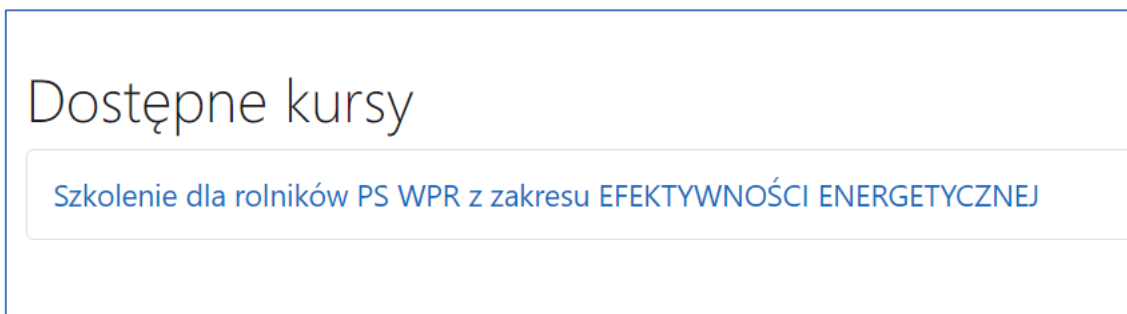 Dostępne kursy
Szkolenie dla rolników PS WPR z zakresu EFEKTYWNOŚCI ENERGETYCZNEJ